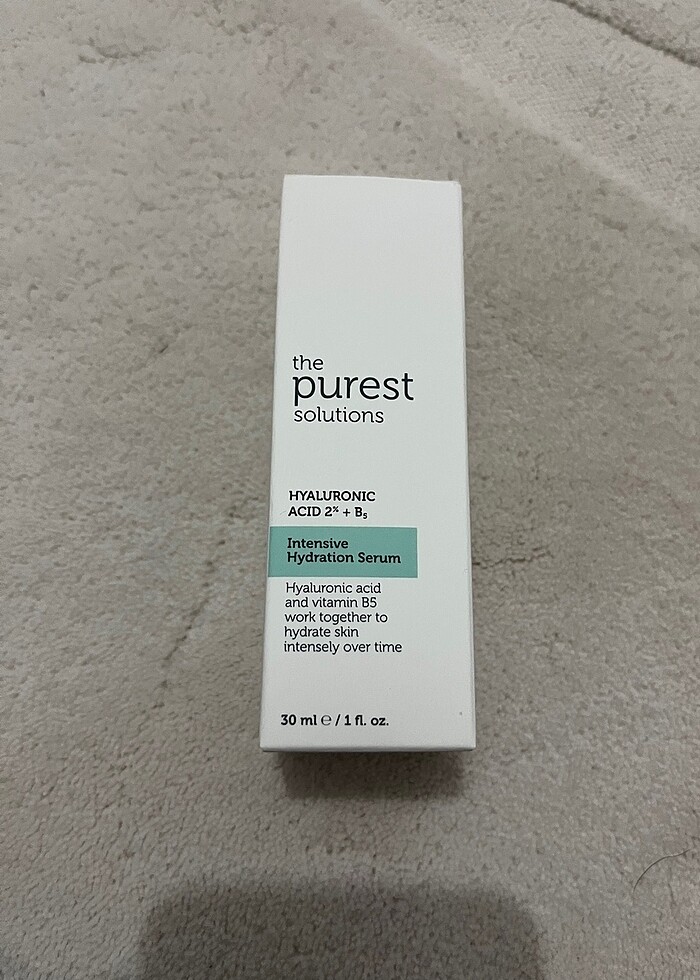 the
purest
solutions
HYALURONIC
ACID 2% + B5
Intensive
Hydration Serum
Hyaluronic acid
and vitamin B5
work together to
hydrate skin
intensely over time
30 ml ℮ / 1 fl. oz.